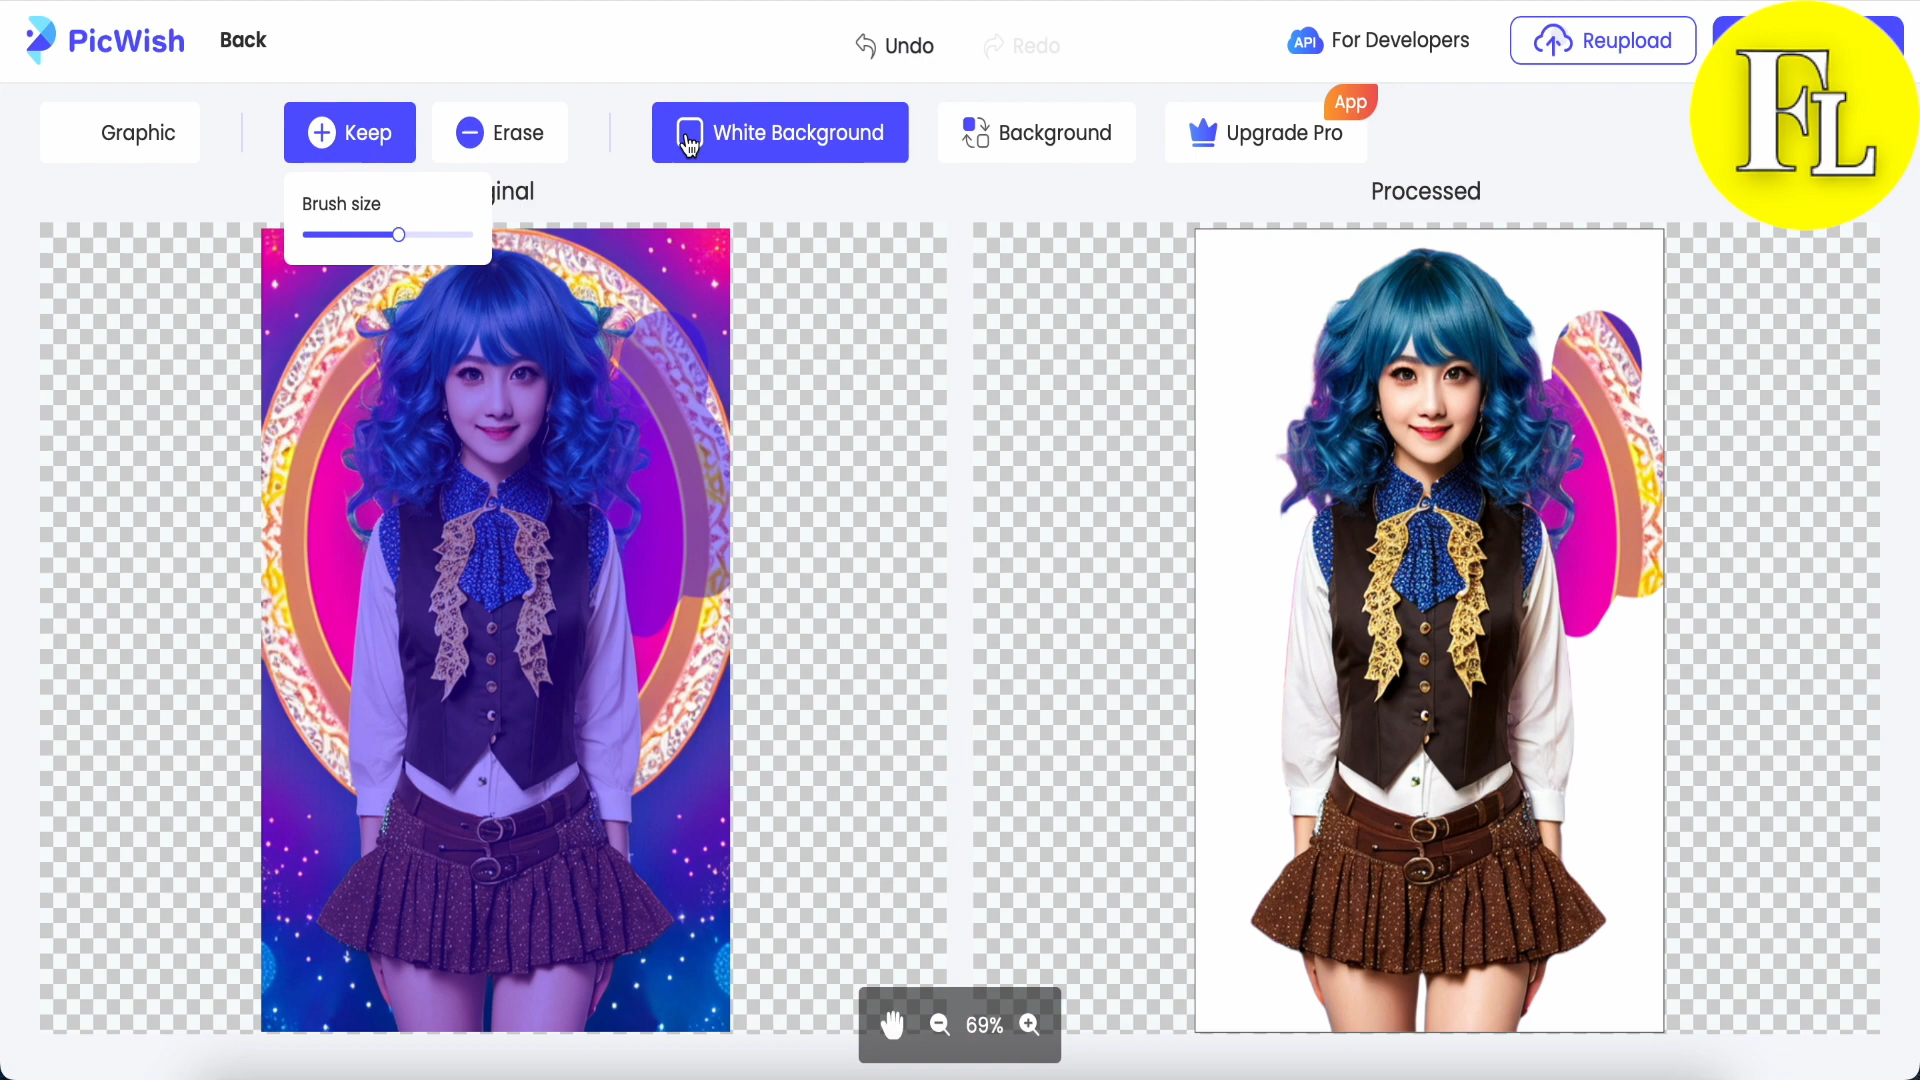 PicWish
Back
Undo
Redo
API For Developers
Reupload
FL
Graphic
Keep
Erase
White Background
Background
Upgrade Pro
App
Brush size
ginal
Processed
69%